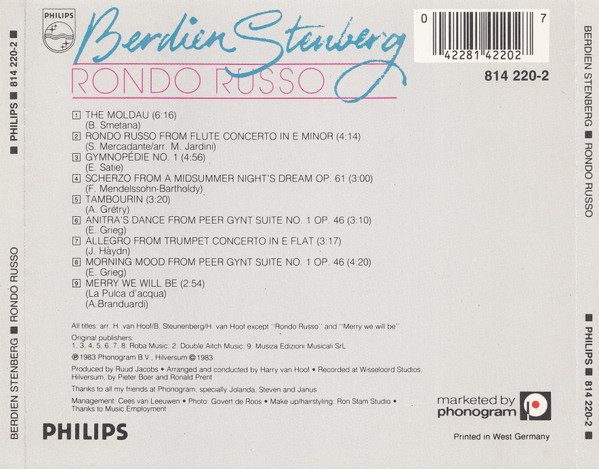 PHILIPS
Berdien Stenberg
RONDO RUSSO
0 7
42281 42202
814 220-2
1 THE MOLDAU (6:16)
(B. Smetana)
2 RONDO RUSSO FROM FLUTE CONCERTO IN E MINOR (4:14)
(S. Mercadante/arr. M. Jardini)
3 GYMNOPÉDIE NO. 1 (4:56)
(E. Satie)
4 SCHERZO FROM A MIDSUMMER NIGHT'S DREAM OP. 61 (3:00)
(F. Mendelssohn-Bartheldy)
5 TAMBOURIN (3:20)
(A. Grétry)
6 ANITRA'S DANCE FROM PEER GYNT SUITE NO. 1 OP. 46 (3:10)
(E. Grieg)
7 ALLEGRO FROM TRUMPET CONCERTO IN E FLAT (3:17)
(J. Häydn)
8 MORNING MOOD FROM PEER GYNT SUITE NO. 1 OP. 46 (4:20)
(E. Grieg)
9 MERRY WE WILL BE (2:54)
(La Pulca d'acqua)
(A.Branduardi)
All titles: arr. H. van Hoof/B. Steunenberg/H. van Hoof except "Rondo Russo" and "Merry we will be"
Original publishers:
1, 3, 4, 5, 6, 7, 8: Roba Music; 2: Double Aitch Music; 9: Musiza Edizioni Musicali SrL
℗ 1983 Phonogram B.V., Hilversum © 1983
Produced by Ruud Jacobs • Arranged and conducted by Harry van Hoof • Recorded at Wisseloord Studios,
Hilversum, by Pieter Boer and Ronald Prent
Thanks to all my friends at Phonogram, specially Jolanda, Steven and Janus
Management: Cees van Leeuwen • Photo: Govert de Roos • Make up/hairstyling: Ron Stam Studio •
Thanks to Music Employment
PHILIPS
marketed by
phonogram
Printed in West Germany
BERDIEN STENBERG ■ RONDO RUSSO ■ PHILIPS ■ 814 220-2
BERDIEN STENBERG ■ RONDO RUSSO ■ PHILIPS ■ 814 220-2